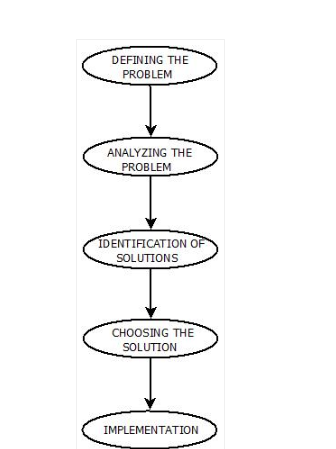 DEFINING THE
PROBLEM
ANALYZING THE
PROBLEM
IDENTIFICATION OF
SOLUTIONS
CHOOSING THE
SOLUTION
IMPLEMENTATION